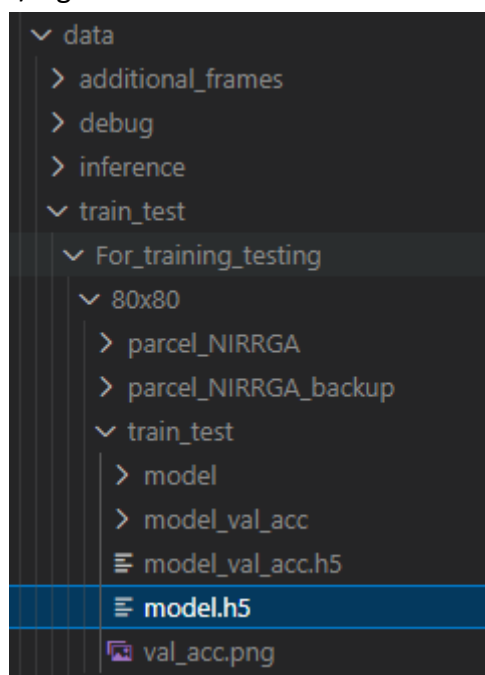 data
additional_frames
debug
inference
train_test
For_training_testing
80x80
parcel_NIRRGA
parcel_NIRRGA_backup
train_test
model
model_val_acc
model_val_acc.h5
model.h5
val_acc.png